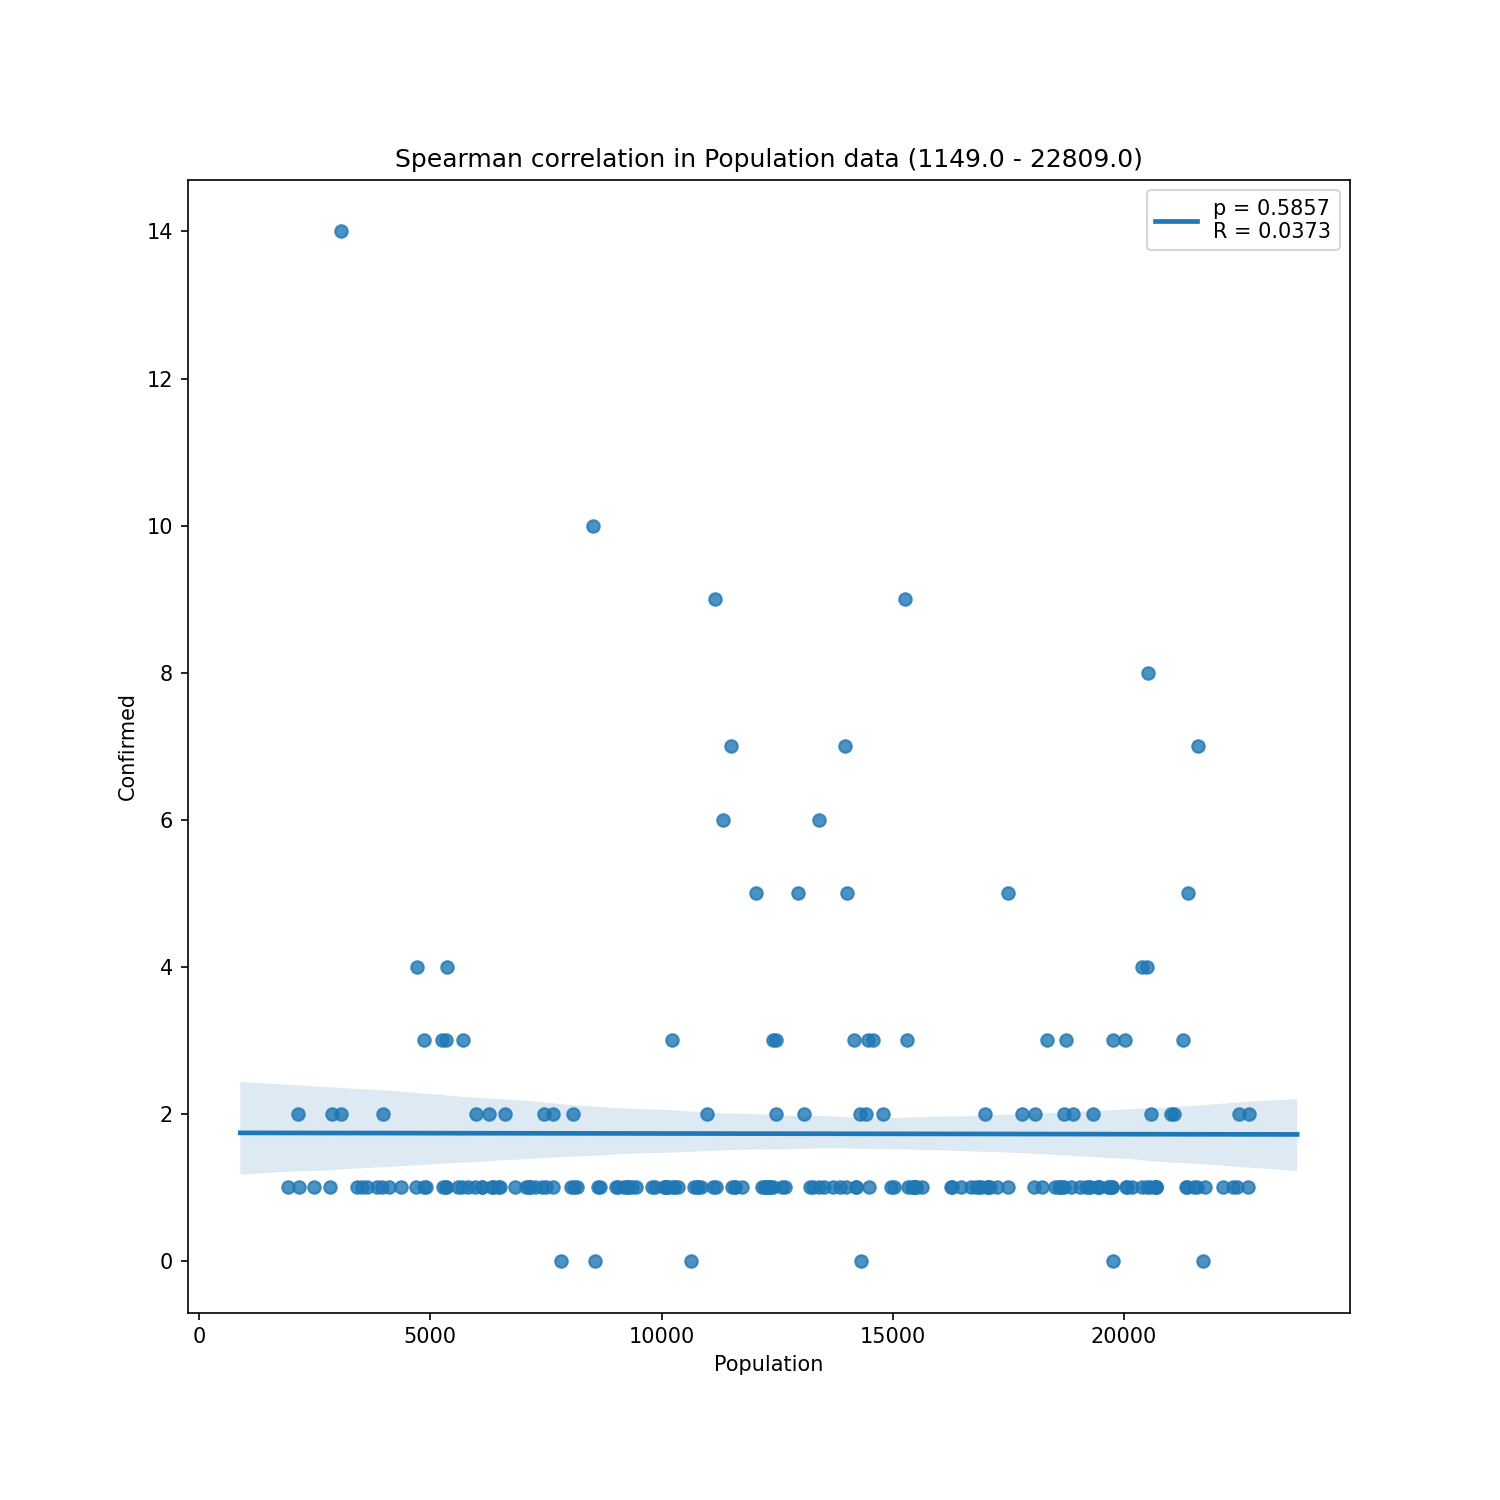 Spearman correlation in Population data (1149.0 - 22809.0)
p = 0.5857
R = 0.0373
14
12
10
8
6
4
2
0
Confirmed
0 5000 10000 15000 20000
Population